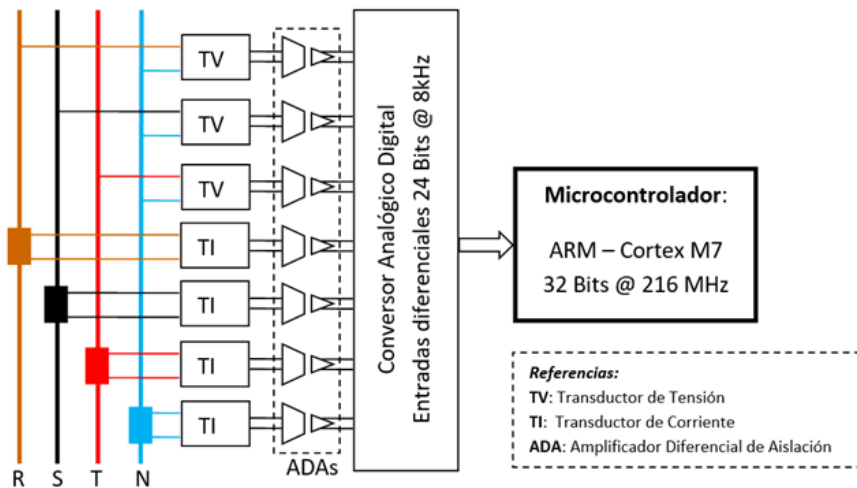 TV
TV
TV
TI
TI
TI
TI
R S T N
ADAs
Conversor Analógico Digital
Entradas diferenciales 24 Bits @ 8kHz
Microcontrolador:
ARM – Cortex M7
32 Bits @ 216 MHz
Referencias:
TV: Transductor de Tensión
TI: Transductor de Corriente
ADA: Amplificador Diferencial de Aislación